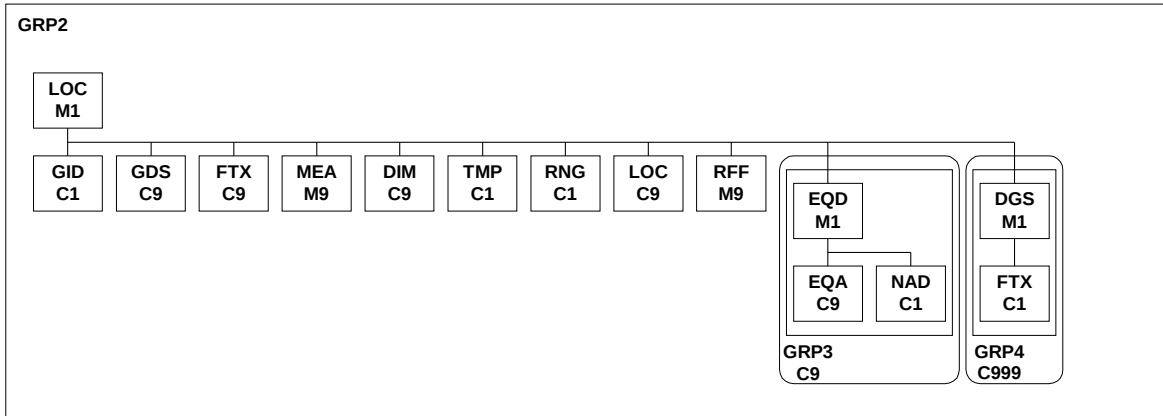 GRP2
LOC
M1
GID
C1
GDS
C9
FTX
C9
MEA
M9
DIM
C9
TMP
C1
RNG
C1
LOC
C9
RFF
M9
EQD
M1
EQA
C9
NAD
C1
GRP3
C9
DGS
M1
FTX
C1
GRP4
C999